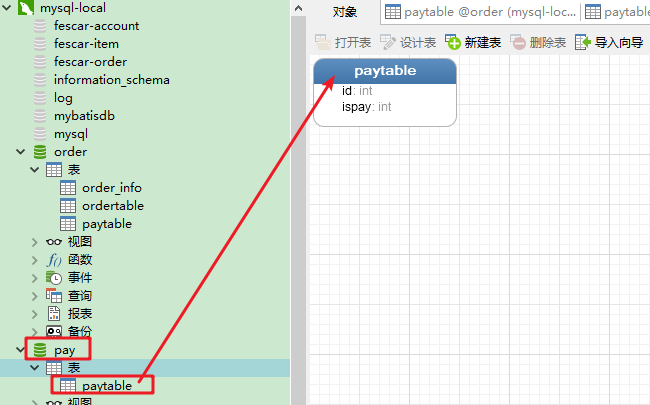 mysql-local
fescar-account
fescar-item
fescar-order
information_schema
log
mybatisdb
mysql
order
表
order_info
ordertable
paytable
视图
函数
事件
查询
报表
备份
pay
表
paytable
视图
对象
paytable @order (mysql-loc...
paytable
打开表 设计表 新建表 删除表 导入向导
paytable
id: int
ispay: int